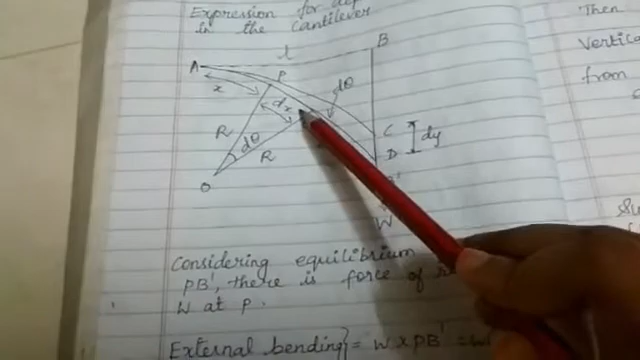 Expression for
in the Cantilever
Then
Vertica
from
l
B
A
P
dθ
x
dx
R
dθ
R
C
dy
D
O
W
Considering equilibrium
PB', there is force of
W at P.
External bending} = W x PB' = W